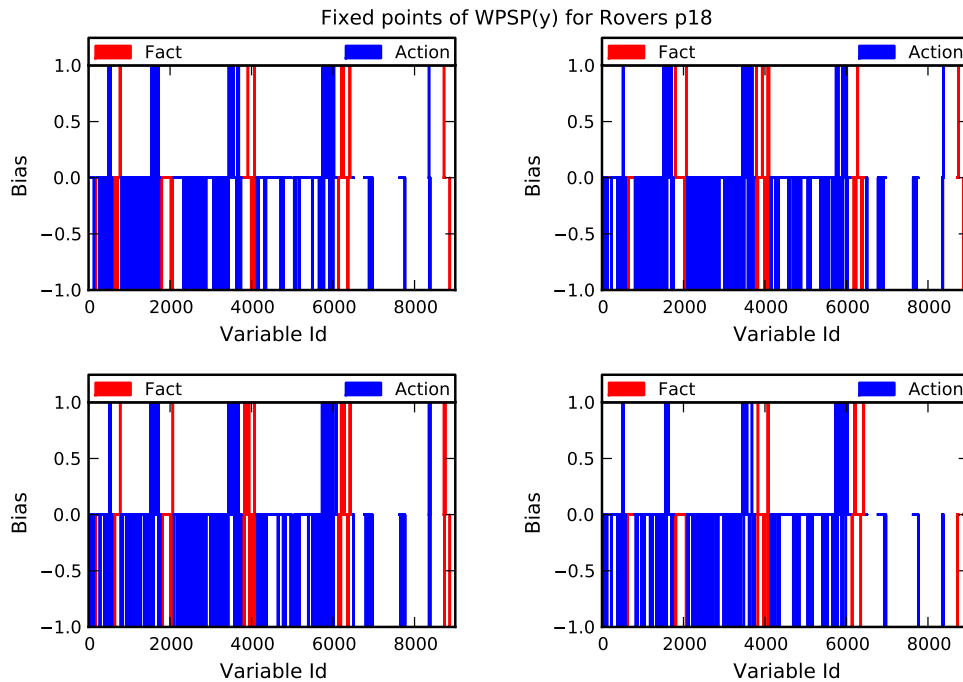 Fixed points of WPSP(y) for Rovers p18
Fact Action
1.0
0.5
0.0
−0.5
−1.0
Bias
0 2000 4000 6000 8000
Variable Id
Fact Action
1.0
0.5
0.0
−0.5
−1.0
Bias
0 2000 4000 6000 8000
Variable Id
Fact Action
1.0
0.5
0.0
−0.5
−1.0
Bias
0 2000 4000 6000 8000
Variable Id
Fact Action
1.0
0.5
0.0
−0.5
−1.0
Bias
0 2000 4000 6000 8000
Variable Id